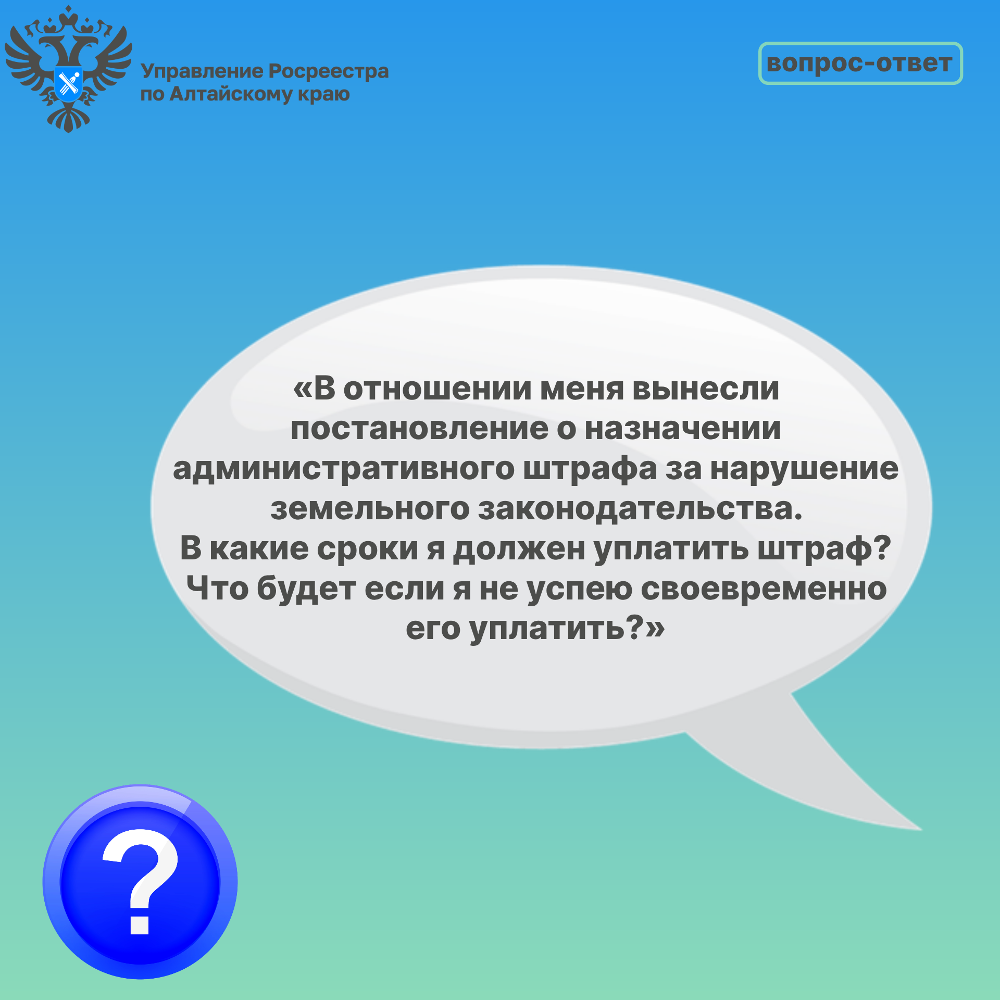 Управление Росреестра
по Алтайскому краю
вопрос-ответ
«В отношении меня вынесли
постановление о назначении
административного штрафа за нарушение
земельного законодательства.
В какие сроки я должен уплатить штраф?
Что будет если я не успею своевременно
его уплатить?»
?